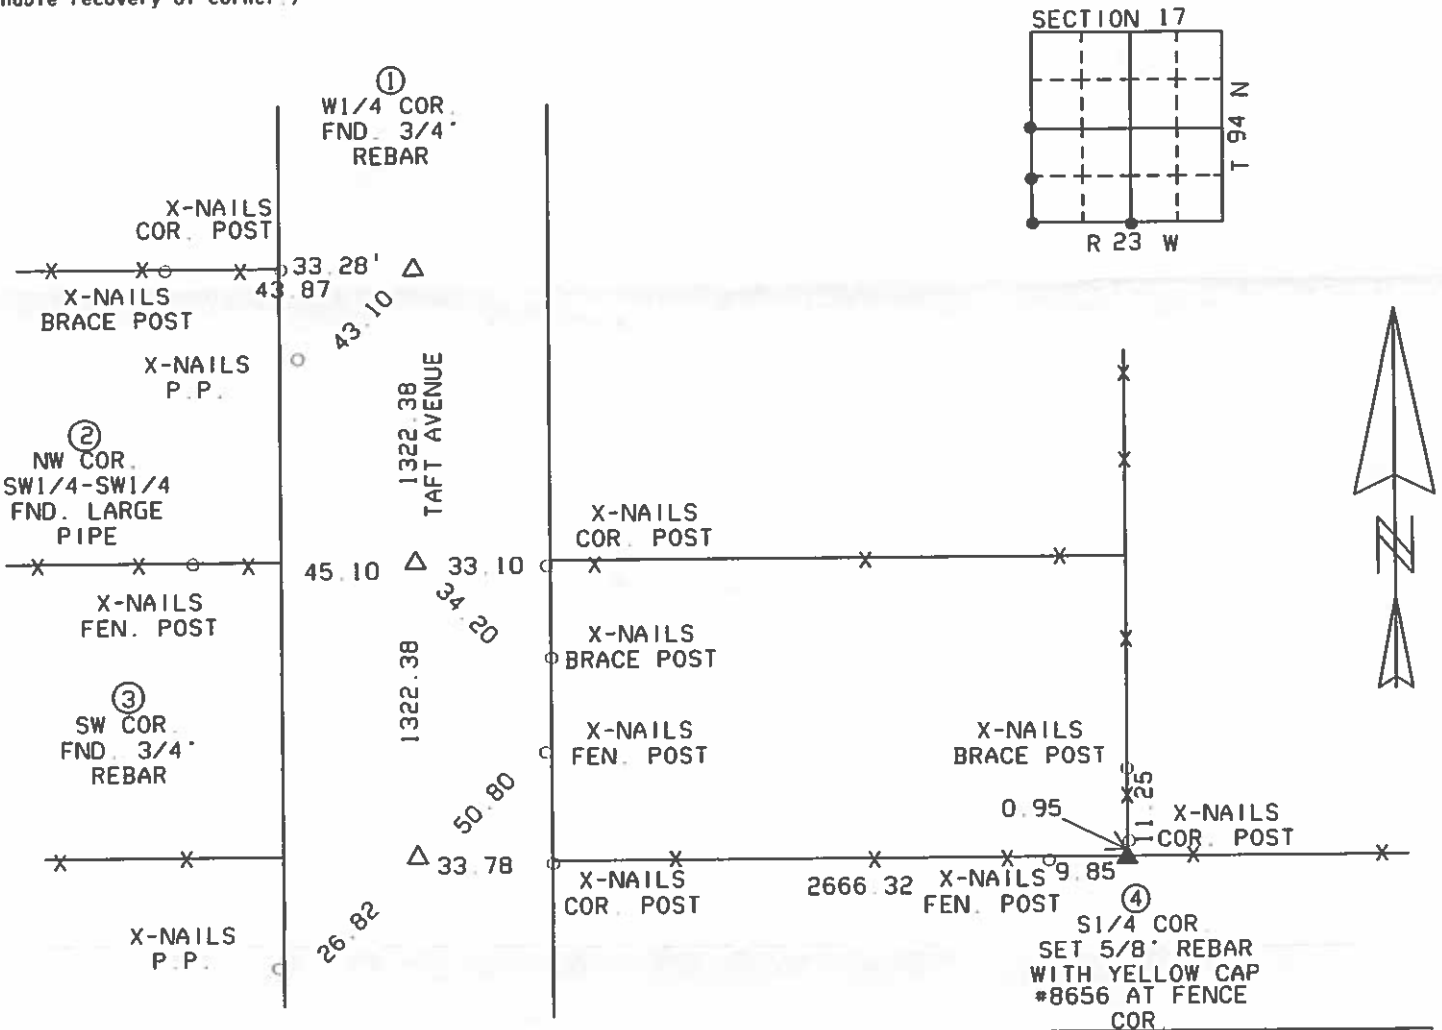 nable recovery of corner.)
SECTION 17
T 94 N
R 23 W
1
W1/4 COR.
FND. 3/4"
REBAR
X-NAILS
COR. POST
33.28'
43.87
X-NAILS
BRACE POST
43.10
X-NAILS
P.P.
1322.38
TAFT AVENUE
2
NW COR.
SW1/4-SW1/4
FND. LARGE
PIPE
X-NAILS
COR. POST
45.10
33.10
34.20
X-NAILS
FEN. POST
X-NAILS
BRACE POST
1322.38
3
SW COR.
FND. 3/4"
REBAR
X-NAILS
FEN. POST
X-NAILS
BRACE POST
50.80
0.95
11.25
X-NAILS
COR. POST
33.78
X-NAILS
COR. POST
2666.32
X-NAILS
FEN. POST
9.85
26.82
X-NAILS
P.P.
4
S1/4 COR.
SET 5/8" REBAR
WITH YELLOW CAP
#8656 AT FENCE
COR.
N